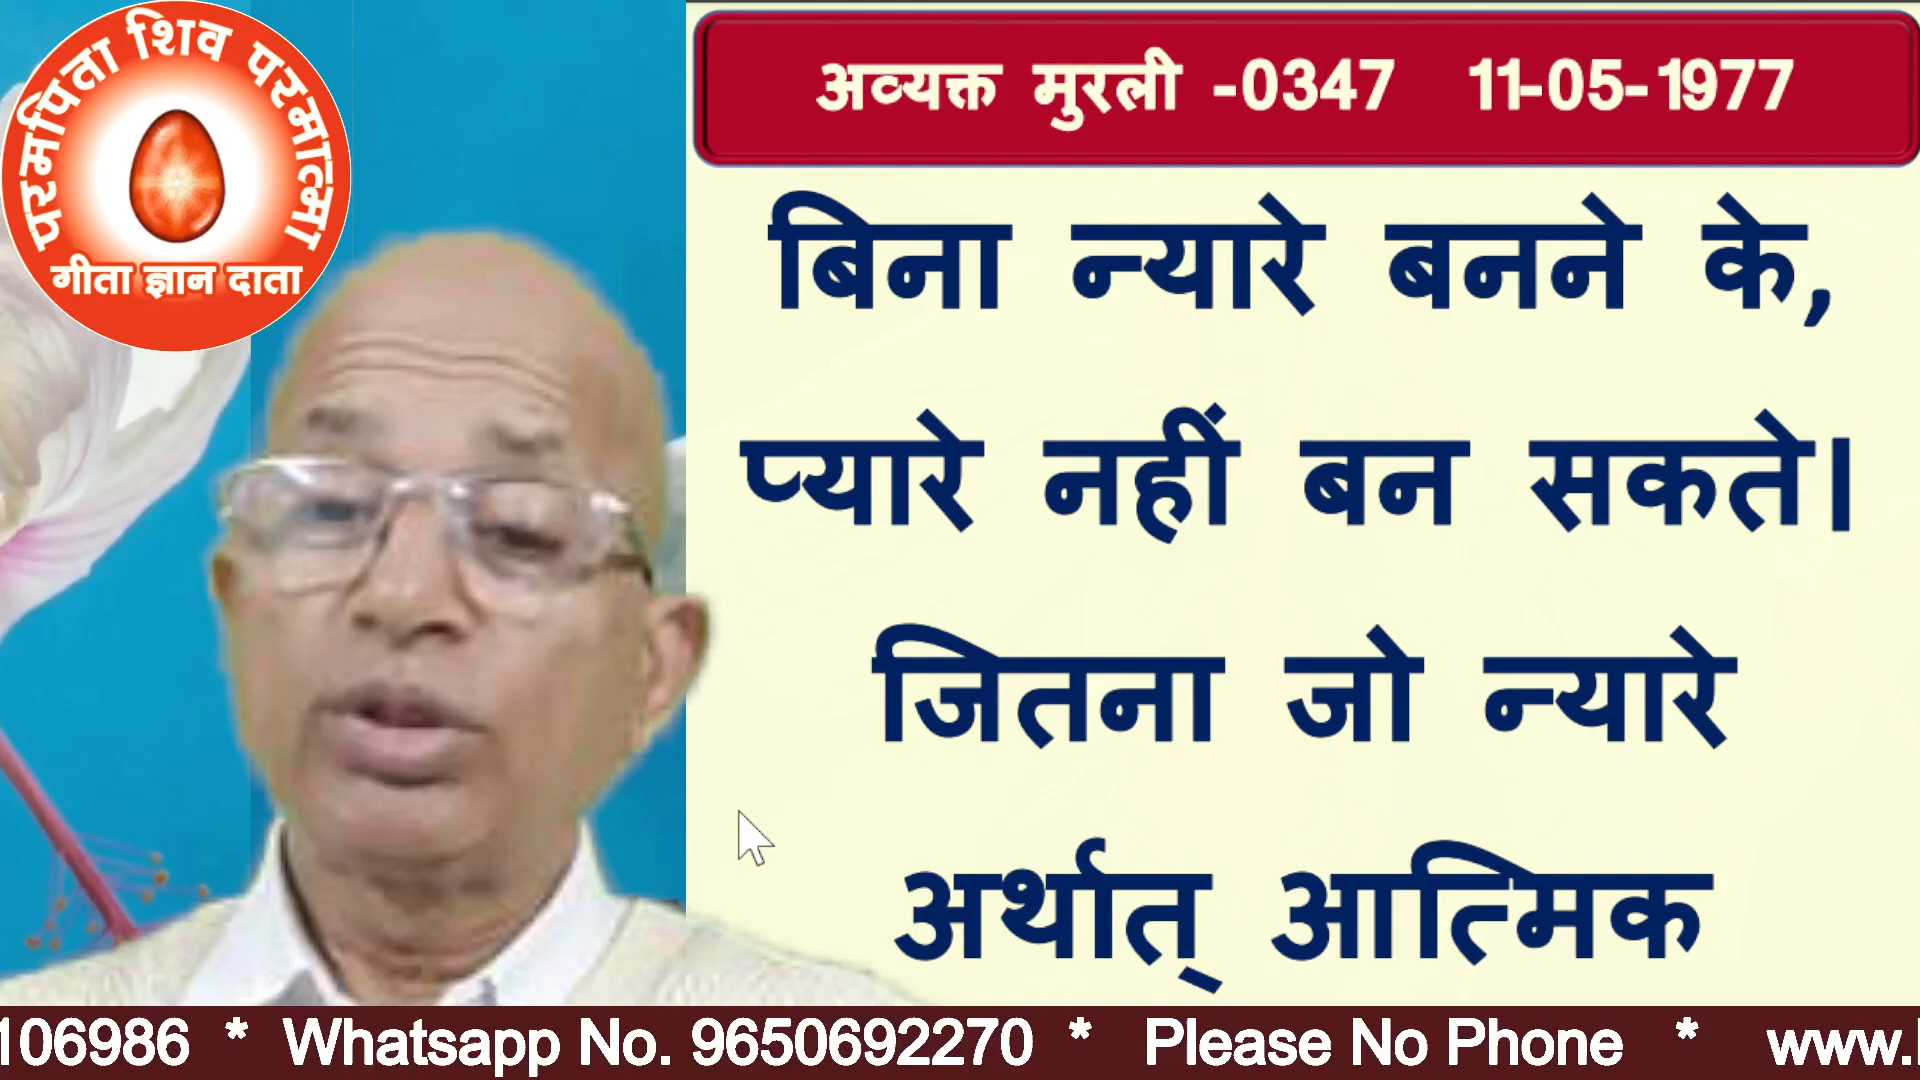 परमपिता शिव परमात्मा
गीता ज्ञान दाता
अव्यक्त मुरली -0347 11-05-1977
बिना न्यारे बनने के,
प्यारे नहीं बन सकते।
जितना जो न्यारे
अर्थात् आत्मिक
106986 * Whatsapp No. 9650692270 * Please No Phone * www.